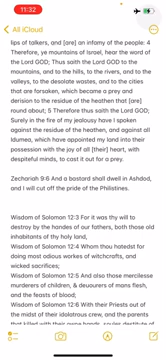 11:32
All iCloud
lips of talkers, and [are] an infamy of the people: 4
Therefore, ye mountains of Israel, hear the word of
the Lord GOD; Thus saith the Lord GOD to the
mountains, and to the hills, to the rivers, and to the
valleys, to the desolate wastes, and to the cities
that are forsaken, which became a prey and
derision to the residue of the heathen that [are]
round about; 5 Therefore thus saith the Lord GOD;
Surely in the fire of my jealousy have I spoken
against the residue of the heathen, and against all
Idumea, which have appointed my land into their
possession with the joy of all [their] heart, with
despiteful minds, to cast it out for a prey.
Zechariah 9:6 And a bastard shall dwell in Ashdod,
and I will cut off the pride of the Philistines.
Wisdom of Solomon 12:3 For it was thy will to
destroy by the handes of our fathers, both those old
inhabitants of thy holy land,
Wisdom of Solomon 12:4 Whom thou hatedst for
doing most odious workes of witchcrafts, and
wicked sacrifices;
Wisdom of Solomon 12:5 And also those mercilesse
murderers of children, & deuourers of mans flesh,
and the feasts of blood;
Wisdom of Solomon 12:6 With their Priests out of
the midst of their idolatrous crew, and the parents
that killed with their owne hands, soules destitute of